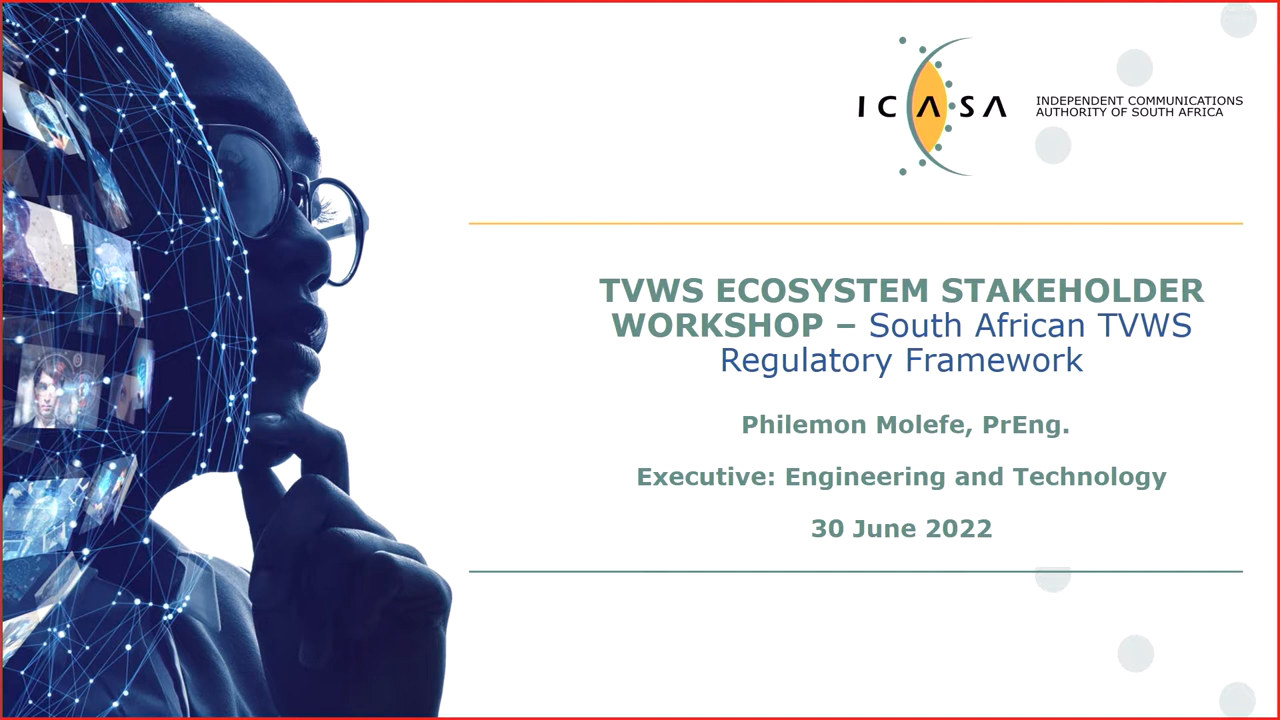 ICASA
INDEPENDENT COMMUNICATIONS
AUTHORITY OF SOUTH AFRICA
TVWS ECOSYSTEM STAKEHOLDER
WORKSHOP – South African TVWS
Regulatory Framework
Philemon Molefe, PrEng.
Executive: Engineering and Technology
30 June 2022